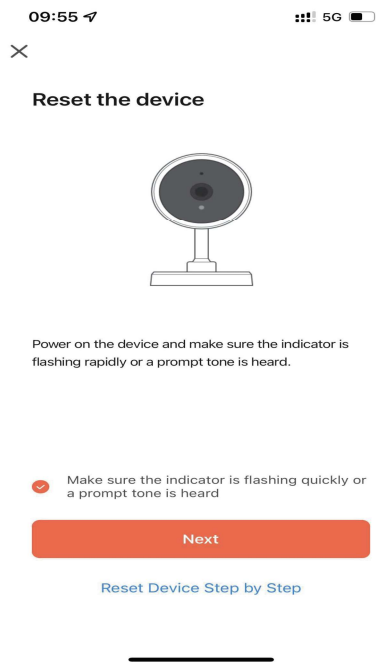 09:55
5G
Reset the device
Power on the device and make sure the indicator is
flashing rapidly or a prompt tone is heard.
Make sure the indicator is flashing quickly or
a prompt tone is heard
Next
Reset Device Step by Step